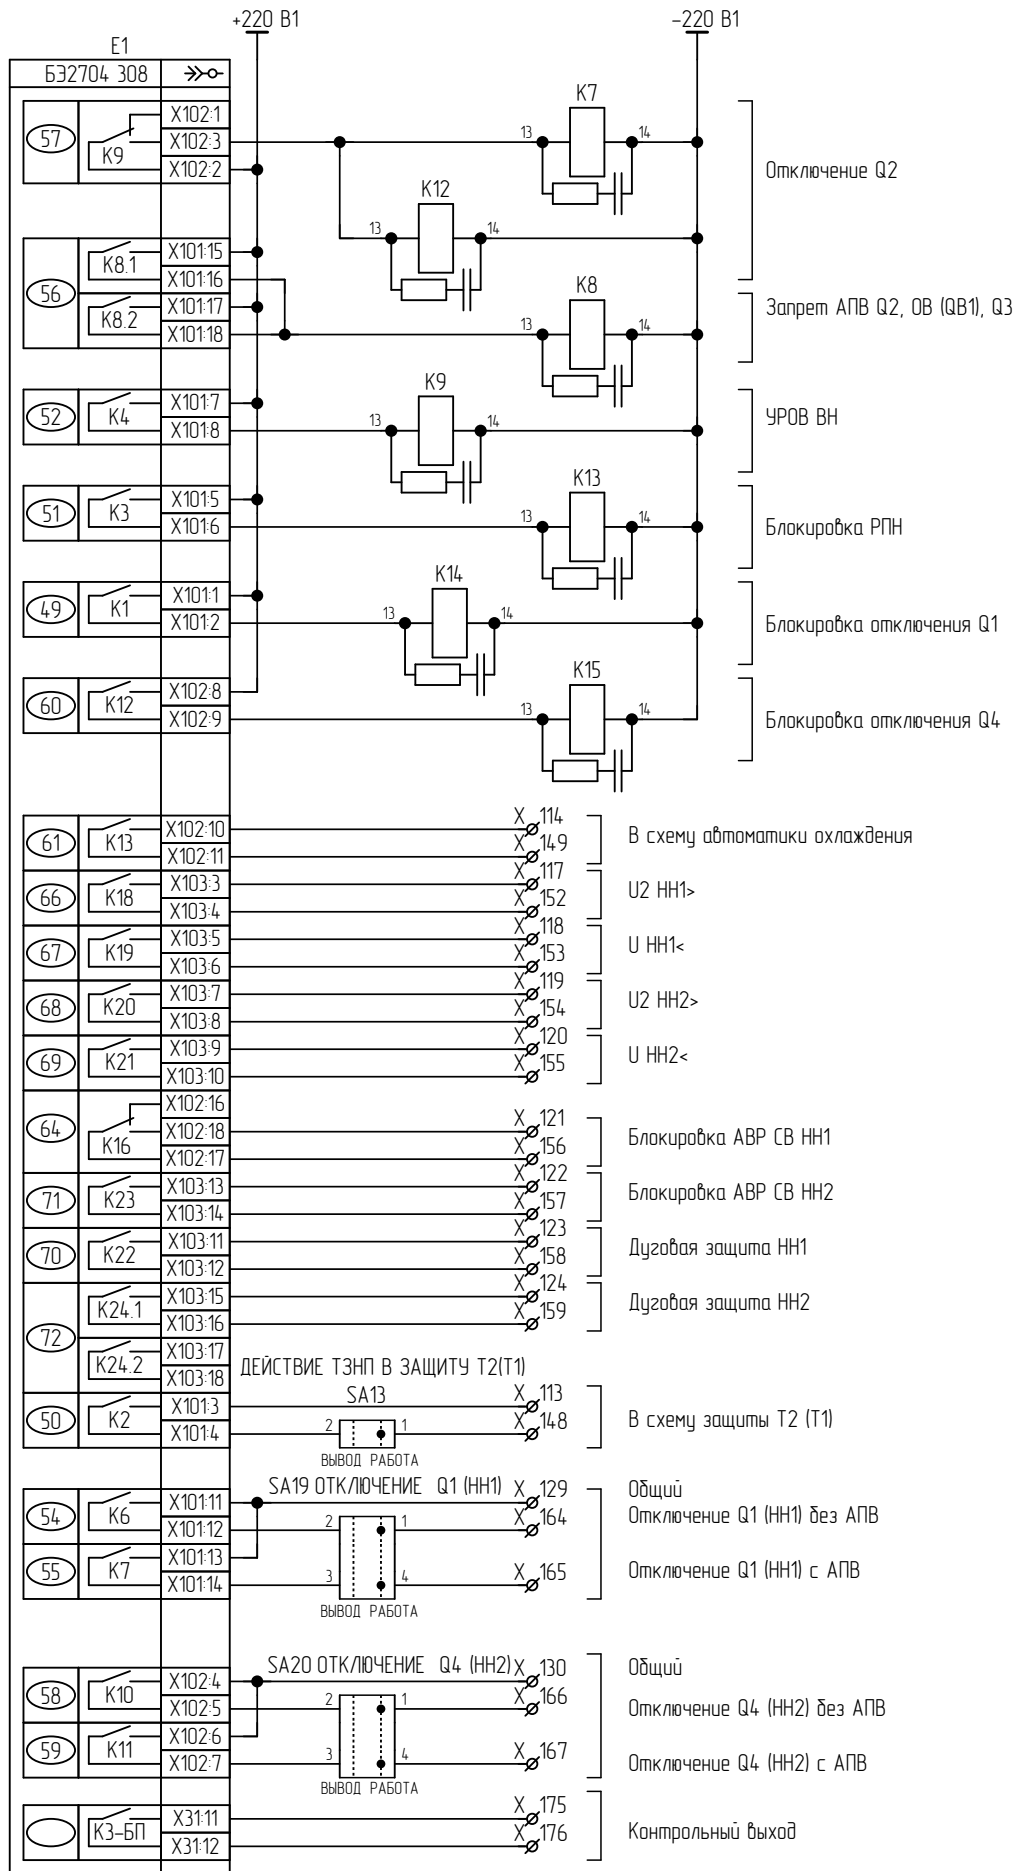 +220 В1
-220 В1
E1
БЭ2704 308
K7
57
K9
X102:1
X102:3
X102:2
13
14
Отключение Q2
K12
13
14
56
K8.1
X101:15
X101:16
K8.2
X101:17
X101:18
K8
13
14
Запрет АПВ Q2, ОВ (QB1), Q3
K9
52
K4
X101:7
X101:8
13
14
УРОВ ВН
K13
51
K3
X101:5
X101:6
13
14
Блокировка РПН
K14
49
K1
X101:1
X101:2
13
14
Блокировка отключения Q1
K15
60
K12
X102:8
X102:9
13
14
Блокировка отключения Q4
61
K13
X102:10
X102:11
X 114
X 149
В схему автоматики охлаждения
66
K18
X103:3
X103:4
X 117
X 152
U2 НН1>
67
K19
X103:5
X103:6
X 118
X 153
U НН1<
68
K20
X103:7
X103:8
X 119
X 154
U2 НН2>
69
K21
X103:9
X103:10
X 120
X 155
U НН2<
64
K16
X102:16
X102:18
X102:17
X 121
X 156
Блокировка АВР СВ НН1
71
K23
X103:13
X103:14
X 122
X 157
Блокировка АВР СВ НН2
70
K22
X103:11
X103:12
X 123
X 158
Дуговая защита НН1
72
K24.1
X103:15
X103:16
X 124
X 159
Дуговая защита НН2
K24.2
X103:17
X103:18
ДЕЙСТВИЕ ТЗНП В ЗАЩИТУ Т2(Т1)
SA13
50
K2
X101:3
X101:4
2
1
X 113
X 148
В схему защиты Т2 (Т1)
ВЫВОД РАБОТА
SA19 ОТКЛЮЧЕНИЕ Q1 (НН1)
54
K6
X101:11
X101:12
2
1
X 129
X 164
Общий
Отключение Q1 (НН1) без АПВ
55
K7
X101:13
X101:14
3
4
X 165
Отключение Q1 (НН1) с АПВ
ВЫВОД РАБОТА
SA20 ОТКЛЮЧЕНИЕ Q4 (НН2)
58
K10
X102:4
X102:5
2
1
X 130
X 166
Общий
Отключение Q4 (НН2) без АПВ
59
K11
X102:6
X102:7
3
4
X 167
Отключение Q4 (НН2) с АПВ
ВЫВОД РАБОТА
K3-БП
X31:11
X31:12
X 175
X 176
Контрольный выход